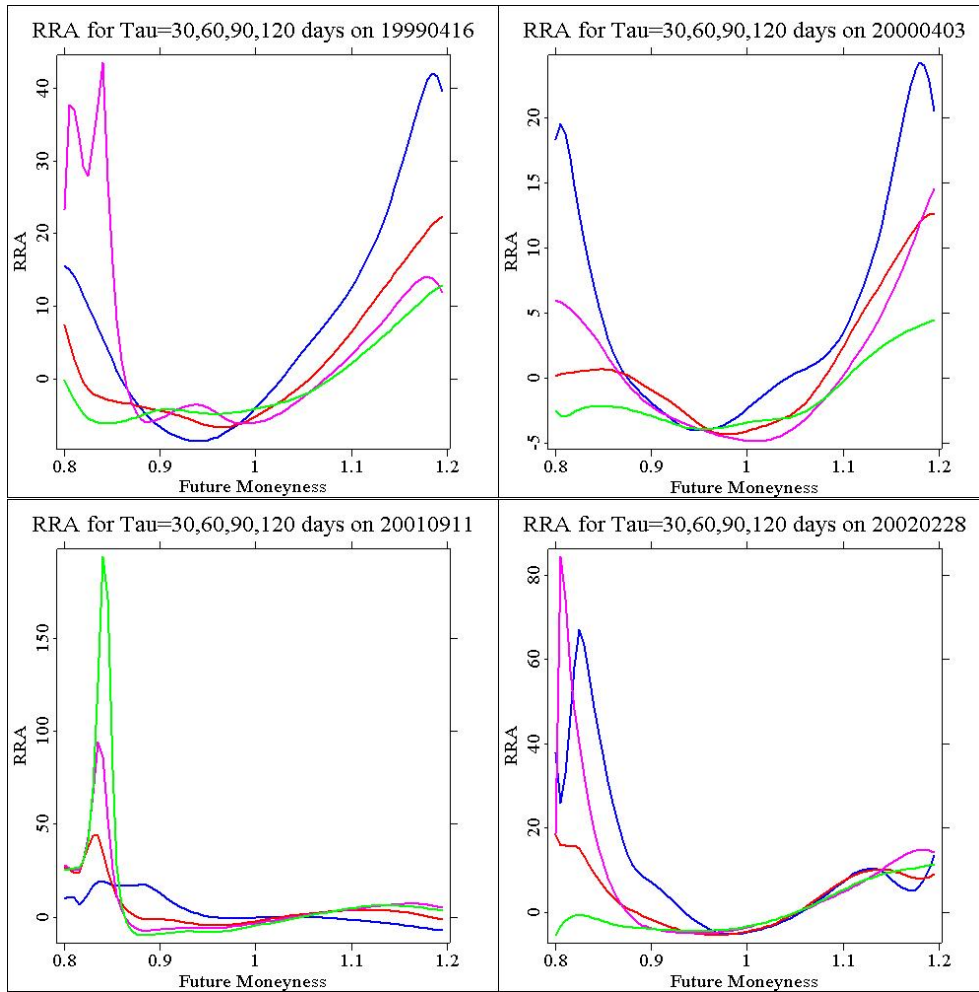 RRA for Tau=30,60,90,120 days on 19990416
RRA
40
30
20
10
0
0.8 0.9 1 1.1 1.2
Future Moneyness
RRA for Tau=30,60,90,120 days on 20000403
RRA
20
15
10
5
0
-5
0.8 0.9 1 1.1 1.2
Future Moneyness
RRA for Tau=30,60,90,120 days on 20010911
RRA
150
100
50
0
0.8 0.9 1 1.1 1.2
Future Moneyness
RRA for Tau=30,60,90,120 days on 20020228
RRA
80
60
40
20
0
0.8 0.9 1 1.1 1.2
Future Moneyness